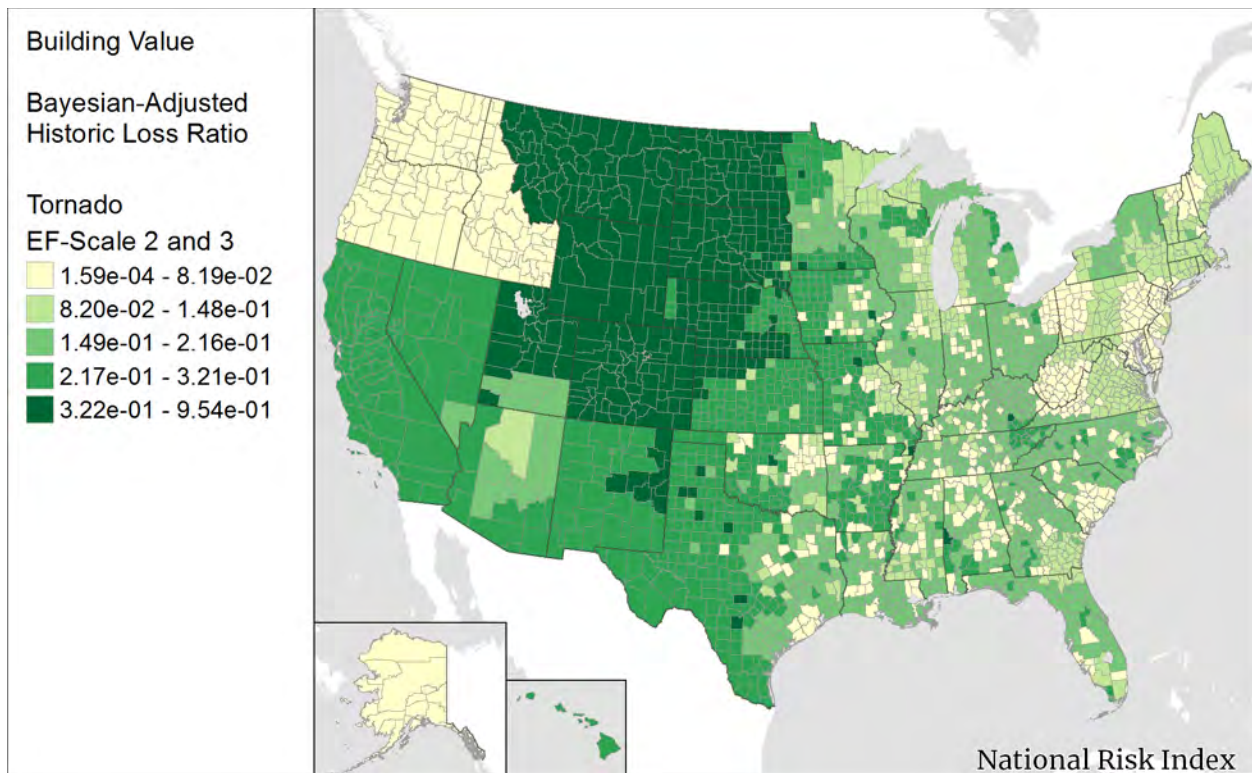 Building Value
Bayesian-Adjusted
Historic Loss Ratio
Tornado
EF-Scale 2 and 3
1.59e-04 - 8.19e-02
8.20e-02 - 1.48e-01
1.49e-01 - 2.16e-01
2.17e-01 - 3.21e-01
3.22e-01 - 9.54e-01
National Risk Index